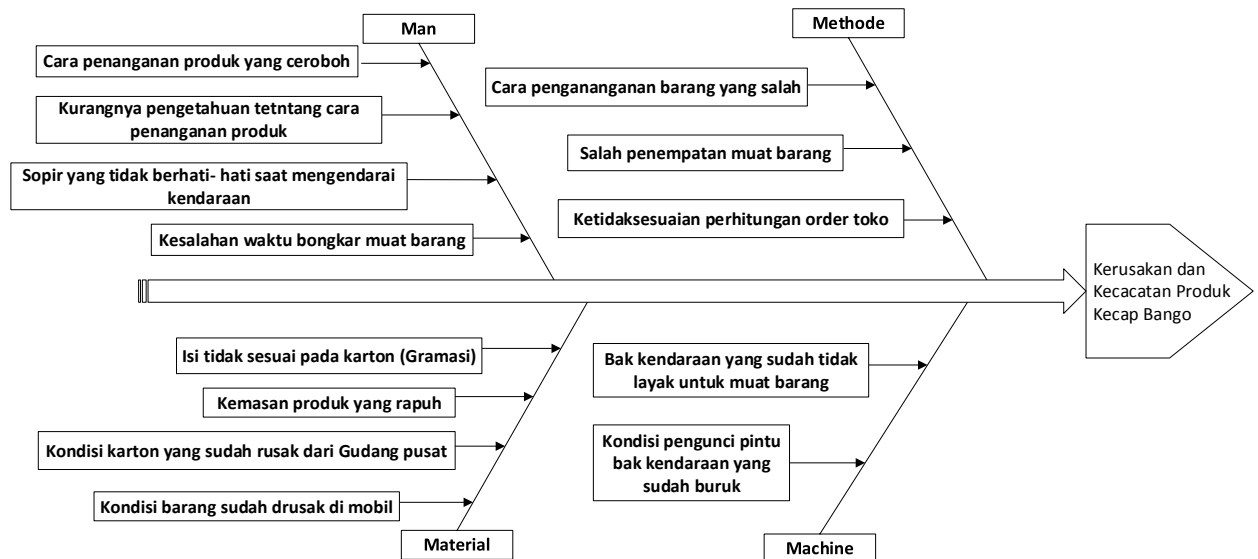 Man
Cara penanganan produk yang ceroboh
Kurangnya pengetahuan tetntang cara
penanganan produk
Sopir yang tidak berhati- hati saat mengendarai
kendaraan
Kesalahan waktu bongkar muat barang
Methode
Cara pengananganan barang yang salah
Salah penempatan muat barang
Ketidaksesuaian perhitungan order toko
Kerusakan dan
Kecacatan Produk
Kecap Bango
Isi tidak sesuai pada karton (Gramasi)
Kemasan produk yang rapuh
Kondisi karton yang sudah rusak dari Gudang pusat
Kondisi barang sudah drusak di mobil
Material
Bak kendaraan yang sudah tidak
layak untuk muat barang
Kondisi pengunci pintu
bak kendaraan yang
sudah buruk
Machine